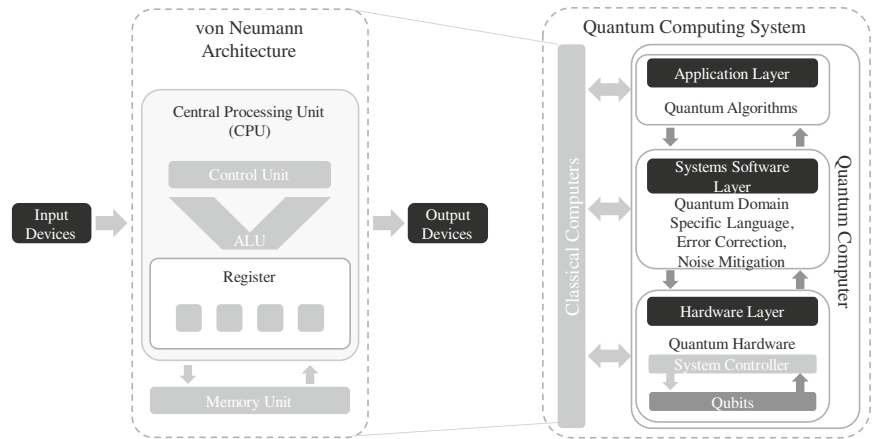 von Neumann
Architecture
Central Processing Unit
(CPU)
Control Unit
ALU
Register
Memory Unit
Input
Devices
Output
Devices
Quantum Computing System
Classical Computers
Quantum Computer
Application Layer
Quantum Algorithms
Systems Software
Layer
Quantum Domain
Specific Language,
Error Correction,
Noise Mitigation
Hardware Layer
Quantum Hardware
System Controller
Qubits